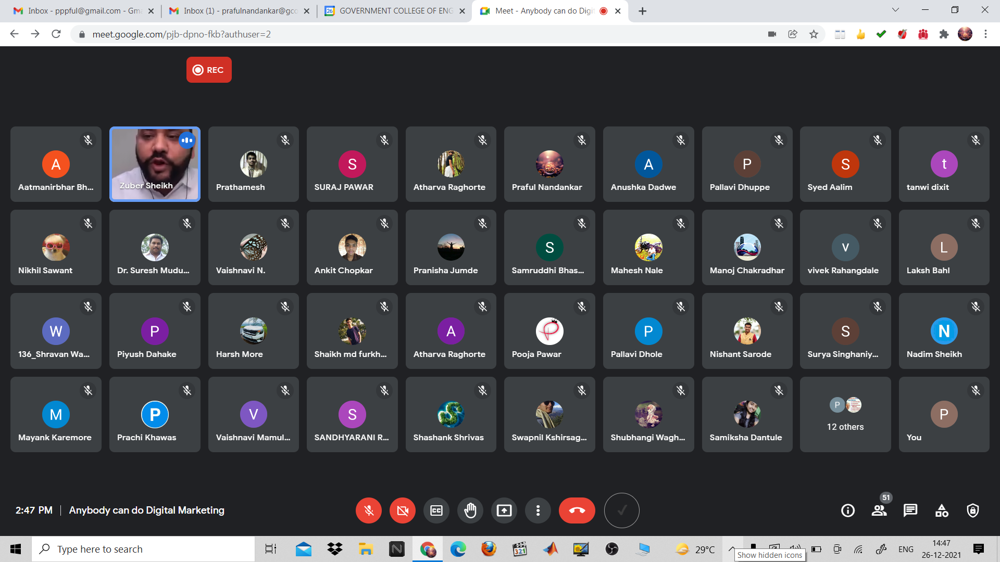 Inbox - pppful@gmail.com - Gma
Inbox (1) - prafulnandankar@gco
26 GOVERNMENT COLLEGE OF ENG
Meet - Anybody can do Digit
meet.google.com/pjb-dpno-fkb?authuser=2
REC
A
Aatmanirbhar Bh...
Zuber Sheikh
Prathamesh
S
SURAJ PAWAR
Atharva Raghorte
Praful Nandankar
A
Anushka Dadwe
P
Pallavi Dhuppe
S
Syed Aalim
t
tanwi dixit
Nikhil Sawant
Dr. Suresh Mudu...
Vaishnavi N.
Ankit Chopkar
Pranisha Jumde
S
Samruddhi Bhas...
Mahesh Nale
Manoj Chakradhar
v
vivek Rahangdale
L
Laksh Bahl
W
136_Shravan Wa...
P
Piyush Dahake
Harsh More
Shaikh md furkh...
A
Atharva Raghorte
P
Pooja Pawar
P
Pallavi Dhole
Nishant Sarode
S
Surya Singhaniy...
N
Nadim Sheikh
M
Mayank Karemore
P
Prachi Khawas
V
Vaishnavi Mamul...
S
SANDHYARANI R...
Shashank Shrivas
Swapnil Kshirsag...
Shubhangi Wagh...
Samiksha Dantule
P
12 others
P
You
2:47 PM | Anybody can do Digital Marketing
CC
51
Type here to search
N
321
29°C
Show hidden icons
ENG
14:47
26-12-2021